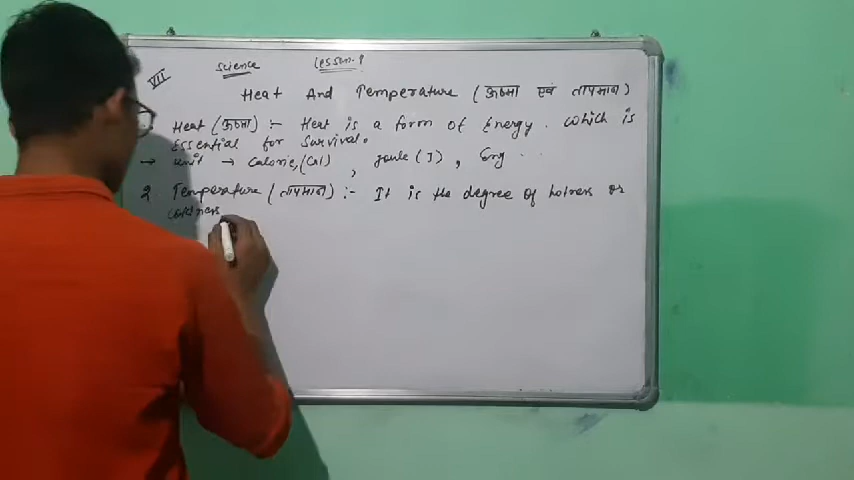 VII
Science Lesson-1
Heat And Temperature (ऊष्मा एवं तापमान)
Heat (ऊष्मा) :- Heat is a form of Energy. Which is
Essential for Survival.
→ Unit → Calorie, (Cal), Joule (J), Erg
2 Temperature (तापमान) :- It is the degree of hotness or
coldness